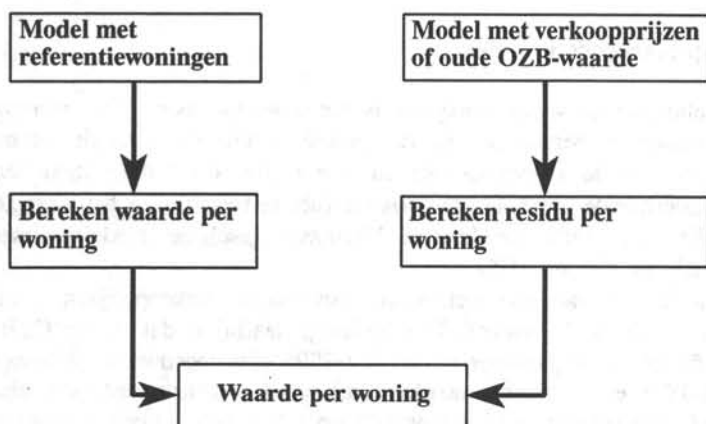 Model met
referentiewoningen
Model met verkoopprijzen
of oude OZB-waarde
Bereken waarde per
woning
Bereken residu per
woning
Waarde per woning